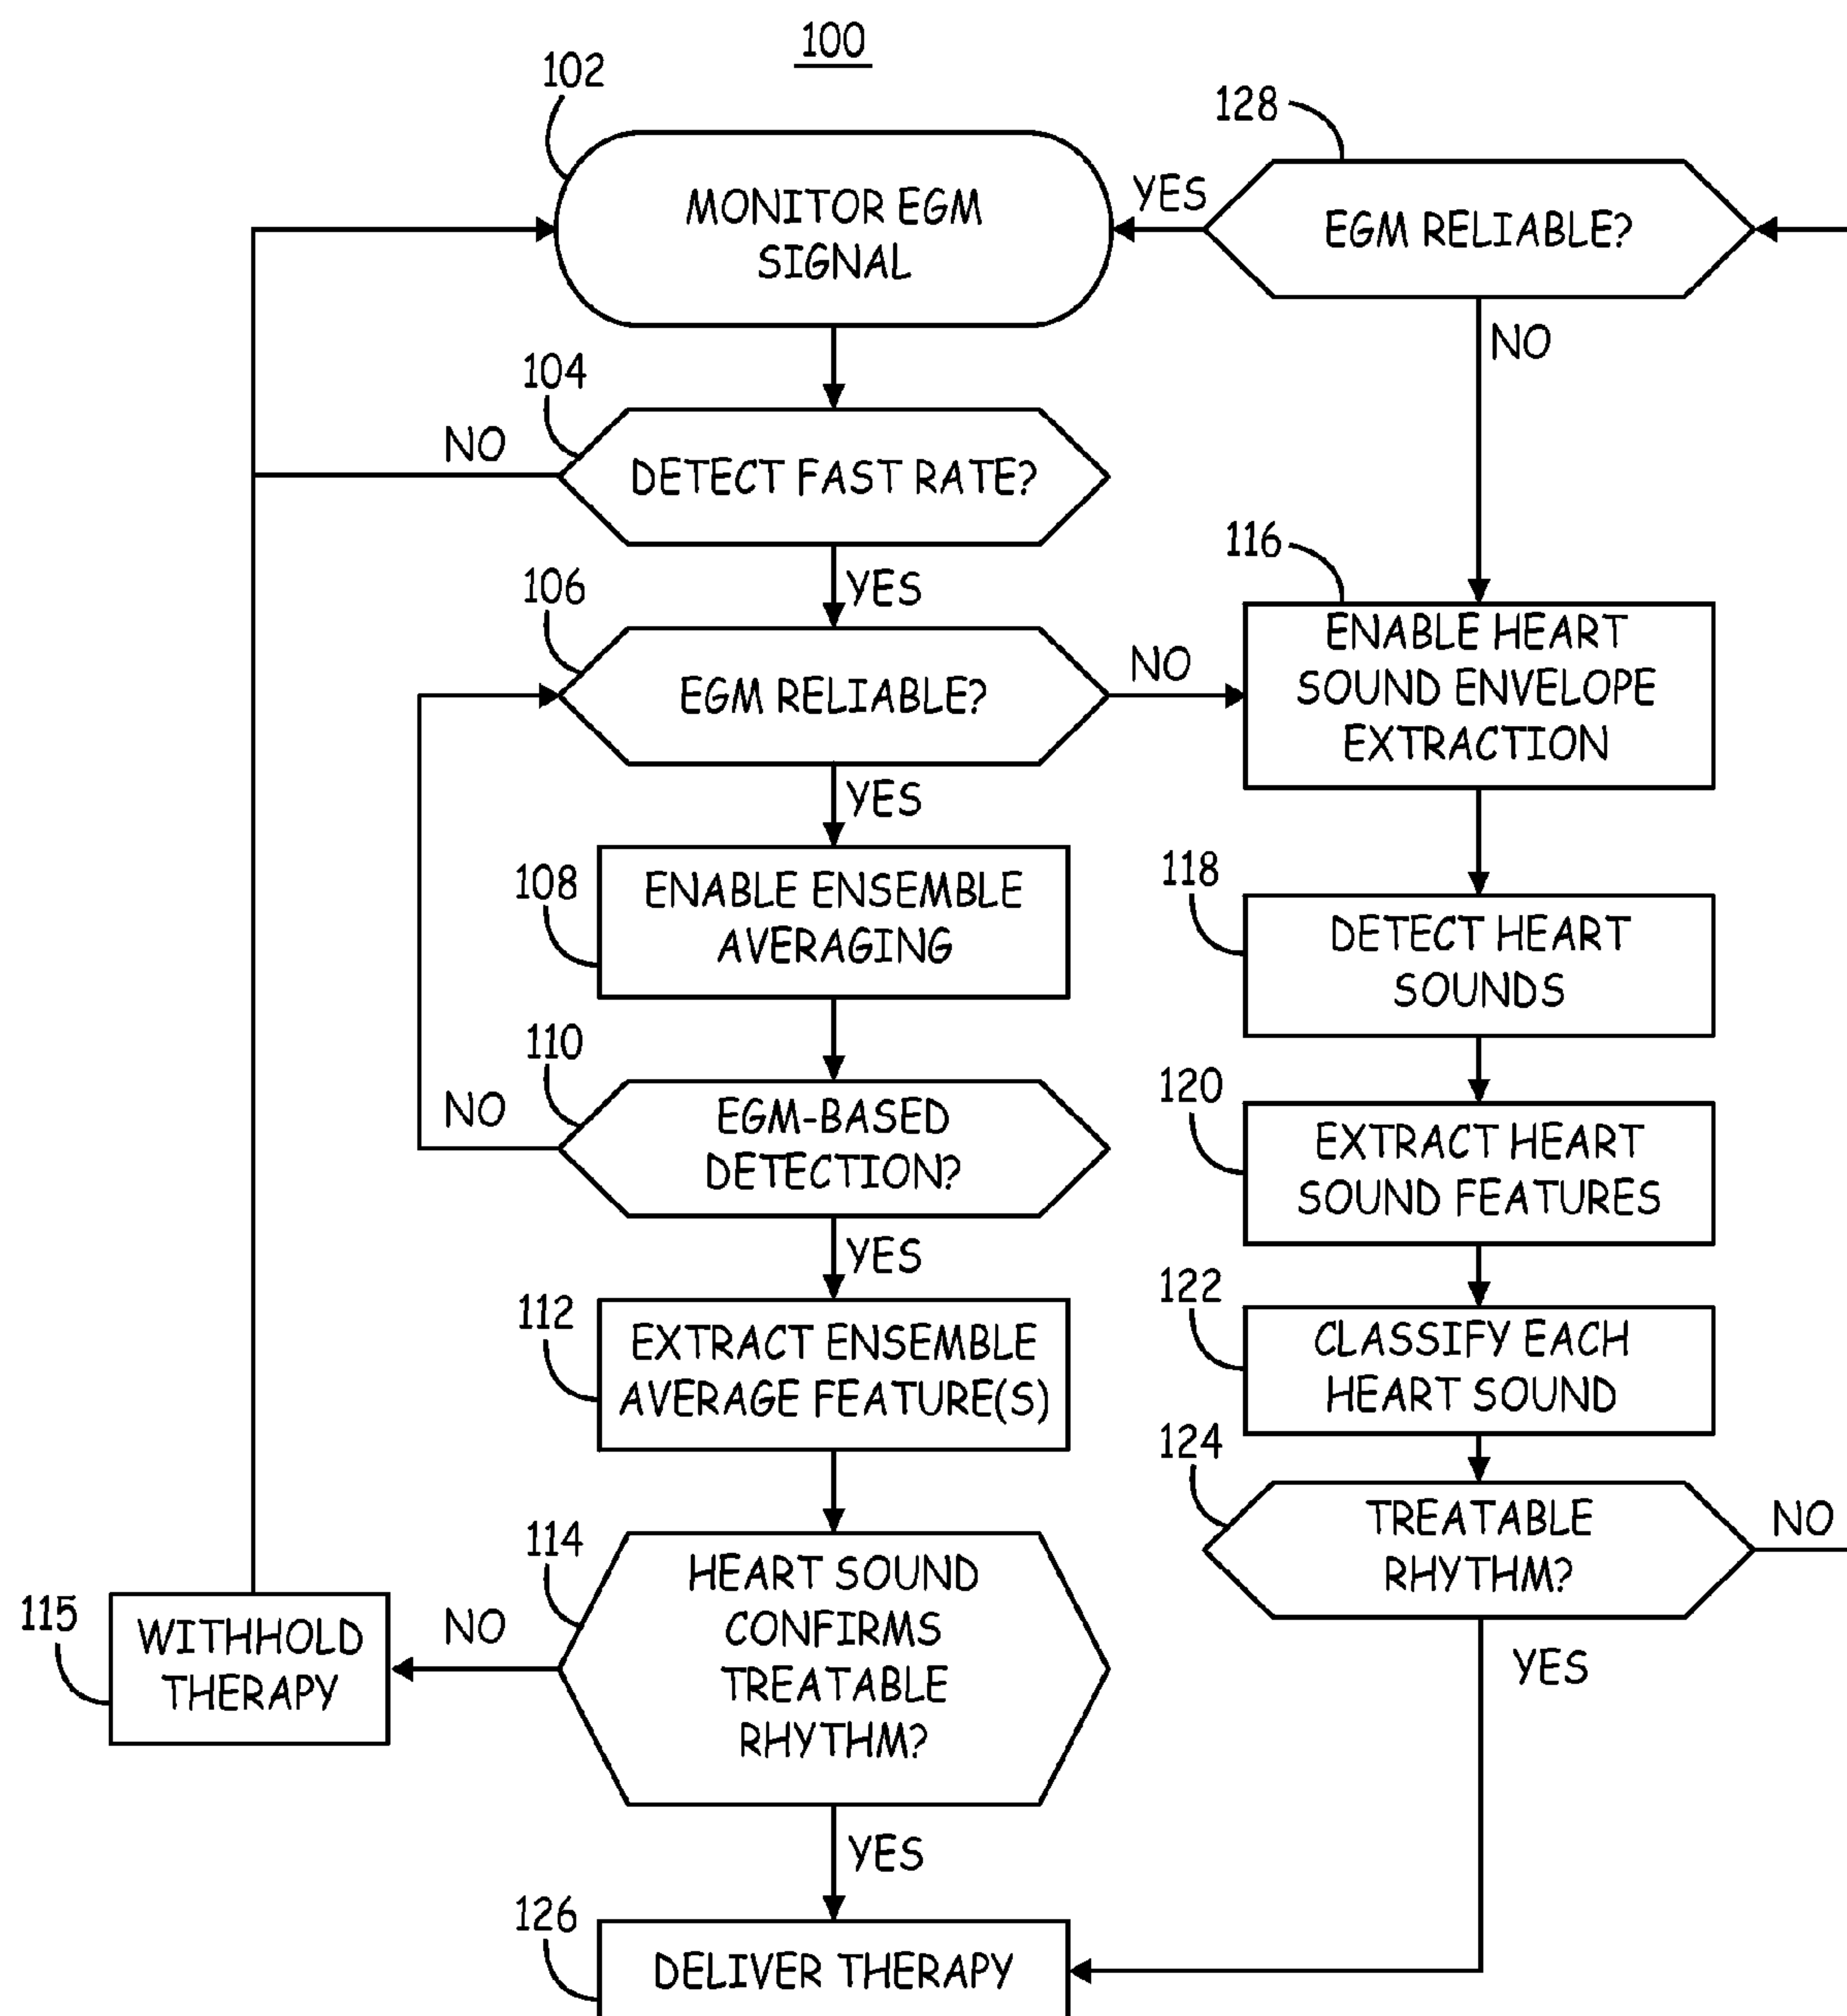 100
102
MONITOR EGM
SIGNAL
YES
128
EGM RELIABLE?
NO
104
NO
DETECT FAST RATE?
YES
106
EGM RELIABLE?
NO
YES
116
ENABLE HEART
SOUND ENVELOPE
EXTRACTION
108
ENABLE ENSEMBLE
AVERAGING
118
DETECT HEART
SOUNDS
110
NO
EGM-BASED
DETECTION?
YES
120
EXTRACT HEART
SOUND FEATURES
112
EXTRACT ENSEMBLE
AVERAGE FEATURE(S)
122
CLASSIFY EACH
HEART SOUND
124
TREATABLE
RHYTHM?
NO
YES
114
HEART SOUND
CONFIRMS
TREATABLE
RHYTHM?
NO
115
WITHHOLD
THERAPY
YES
126
DELIVER THERAPY